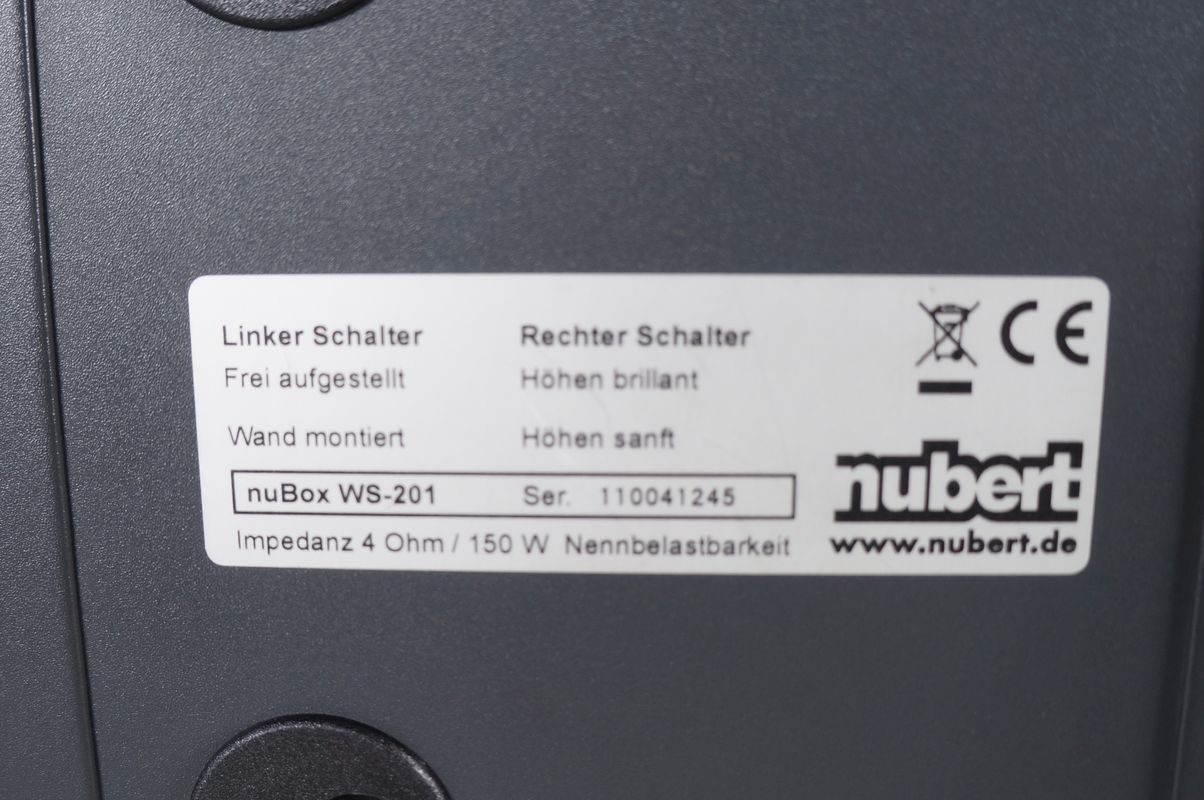 Linker Schalter Rechter Schalter
Frei aufgestellt Höhen brillant
Wand montiert Höhen sanft
nuBox WS-201 Ser. 110041245
Impedanz 4 Ohm / 150 W Nennbelastbarkeit
CE
nubert
www.nubert.de